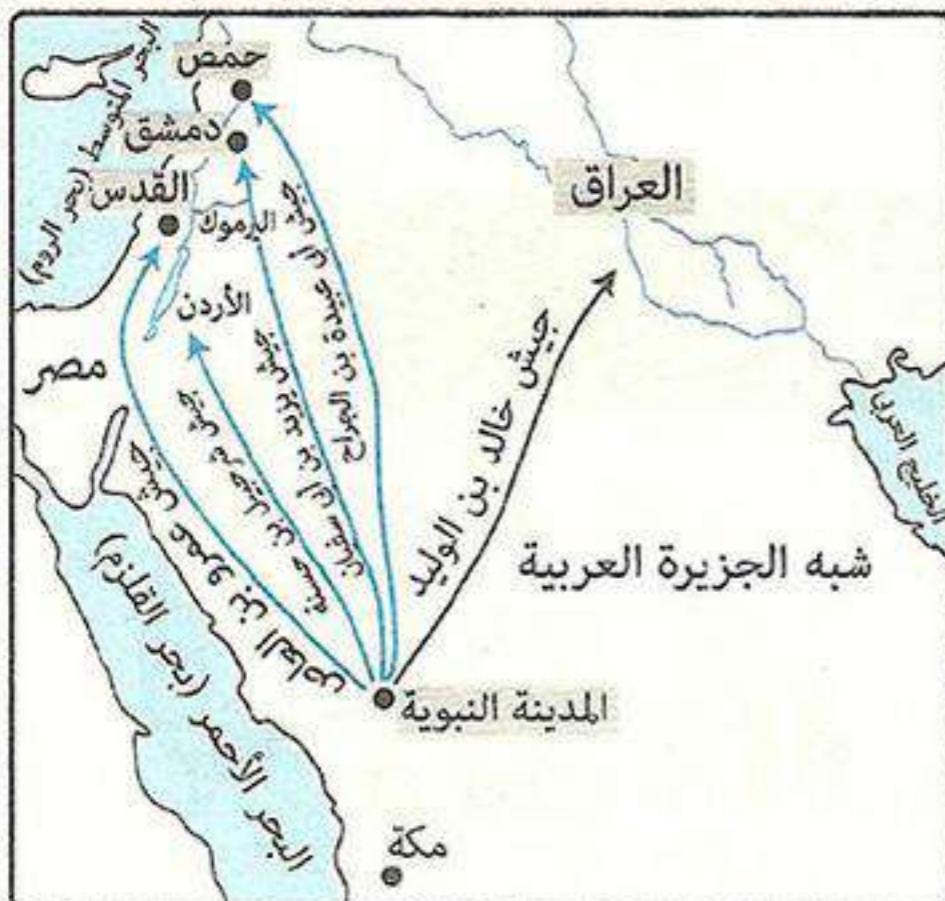 البحر المتوسط (بحر الروم)
حمص
دمشق
القدس
اليرموك
الأردن
مصر
العراق
الخليج العربي
جيش أبي عبيدة بن الجراح
جيش يزيد بن أبي سفيان
جيش شرحبيل بن حسنة
جيش عمرو بن العاص
جيش خالد بن الوليد
شبه الجزيرة العربية
المدينة النبوية
البحر الأحمر (بحر القلزم)
مكة